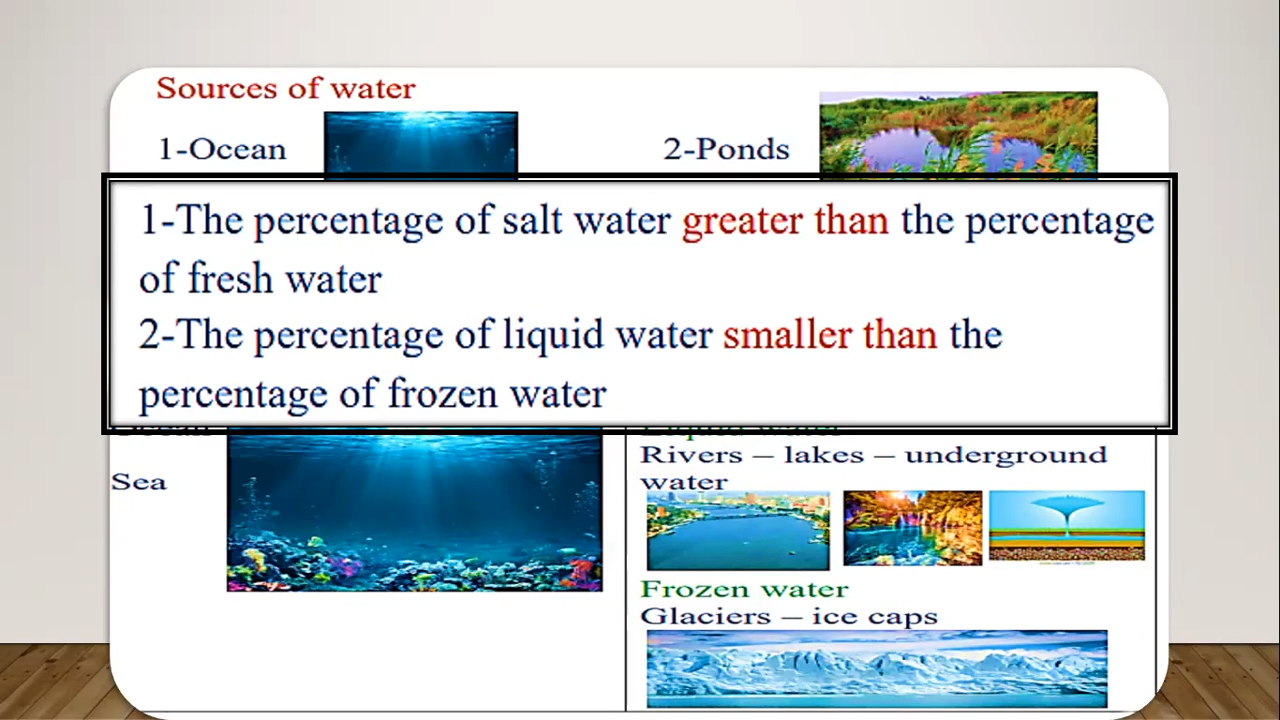 Sources of water
1-Ocean
2-Ponds
1-The percentage of salt water greater than the percentage
of fresh water
2-The percentage of liquid water smaller than the
percentage of frozen water
Sea
Rivers – lakes – underground
water
Frozen water
Glaciers – ice caps